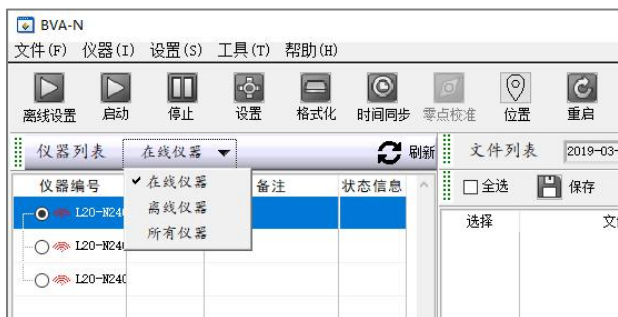 BVA-N
文件(F) 仪器(I) 设置(S) 工具(T) 帮助(H)
离线设置 启动 停止 设置 格式化 时间同步 零点校准 位置 重启
仪器列表 在线仪器 刷新 文件列表 2019-03-
仪器编号 备注 状态信息 全选 保存
在线仪器
离线仪器
所有仪器
选择 文
L20-N240
L20-N240
L20-N240